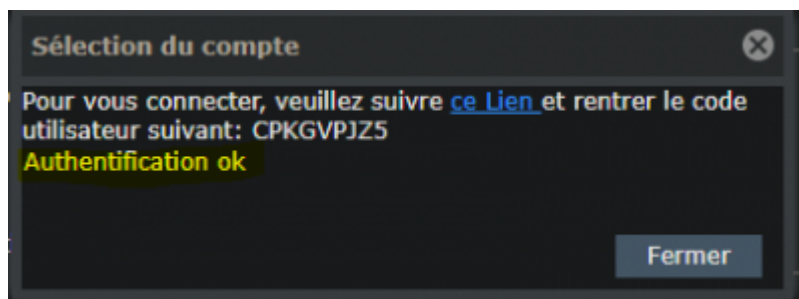 Sélection du compte
Pour vous connecter, veuillez suivre ce Lien et rentrer le code
utilisateur suivant: CPKGVPJZ5
Authentification ok
Fermer